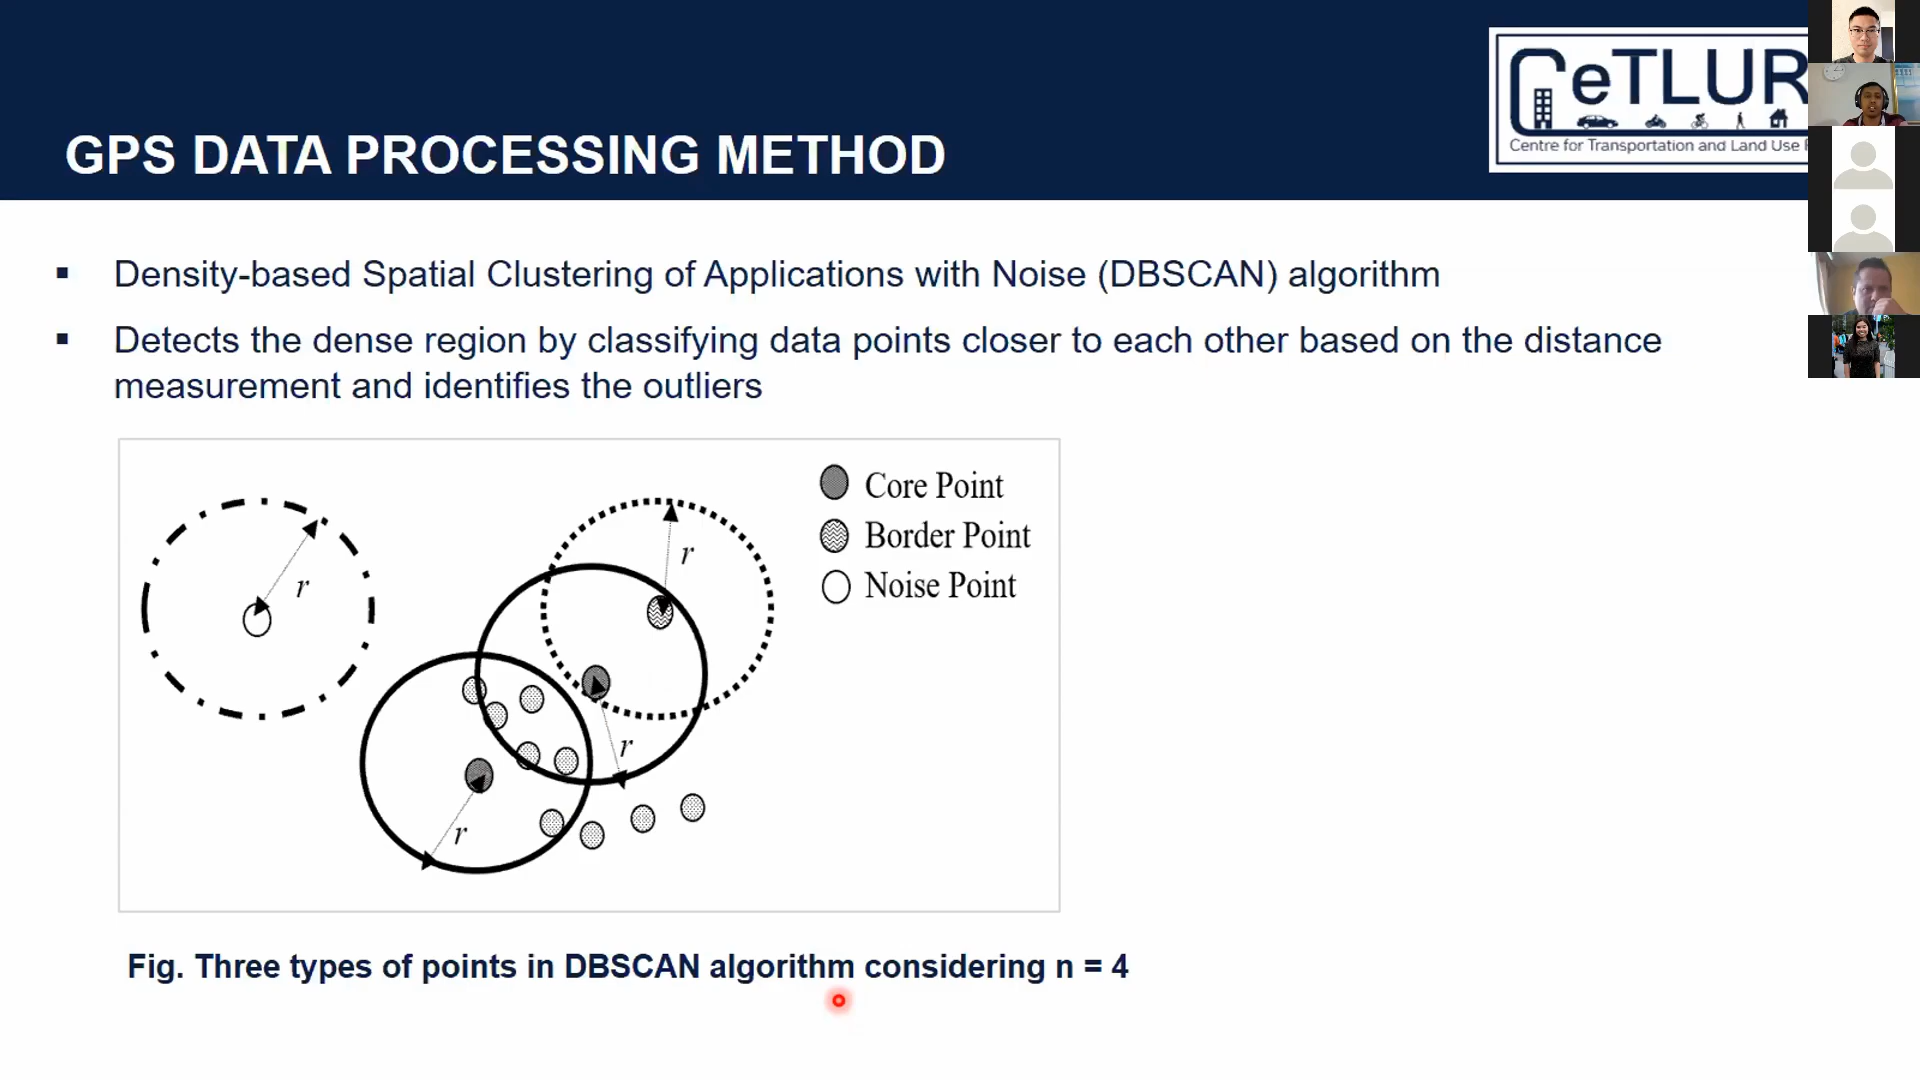 CeTLUR
Centre for Transportation and Land Use
GPS DATA PROCESSING METHOD
▪ Density-based Spatial Clustering of Applications with Noise (DBSCAN) algorithm
▪ Detects the dense region by classifying data points closer to each other based on the distance
measurement and identifies the outliers
Core Point
Border Point
Noise Point
r
r
r
r
Fig. Three types of points in DBSCAN algorithm considering n = 4